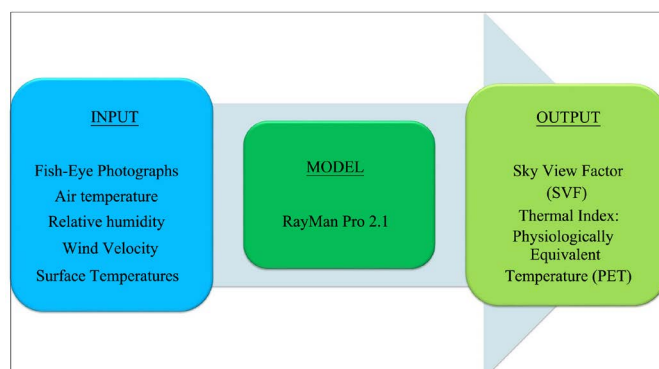 INPUT
Fish-Eye Photographs
Air temperature
Relative humidity
Wind Velocity
Surface Temperatures
MODEL
RayMan Pro 2.1
OUTPUT
Sky View Factor
(SVF)
Thermal Index:
Physiologically
Equivalent
Temperature (PET)